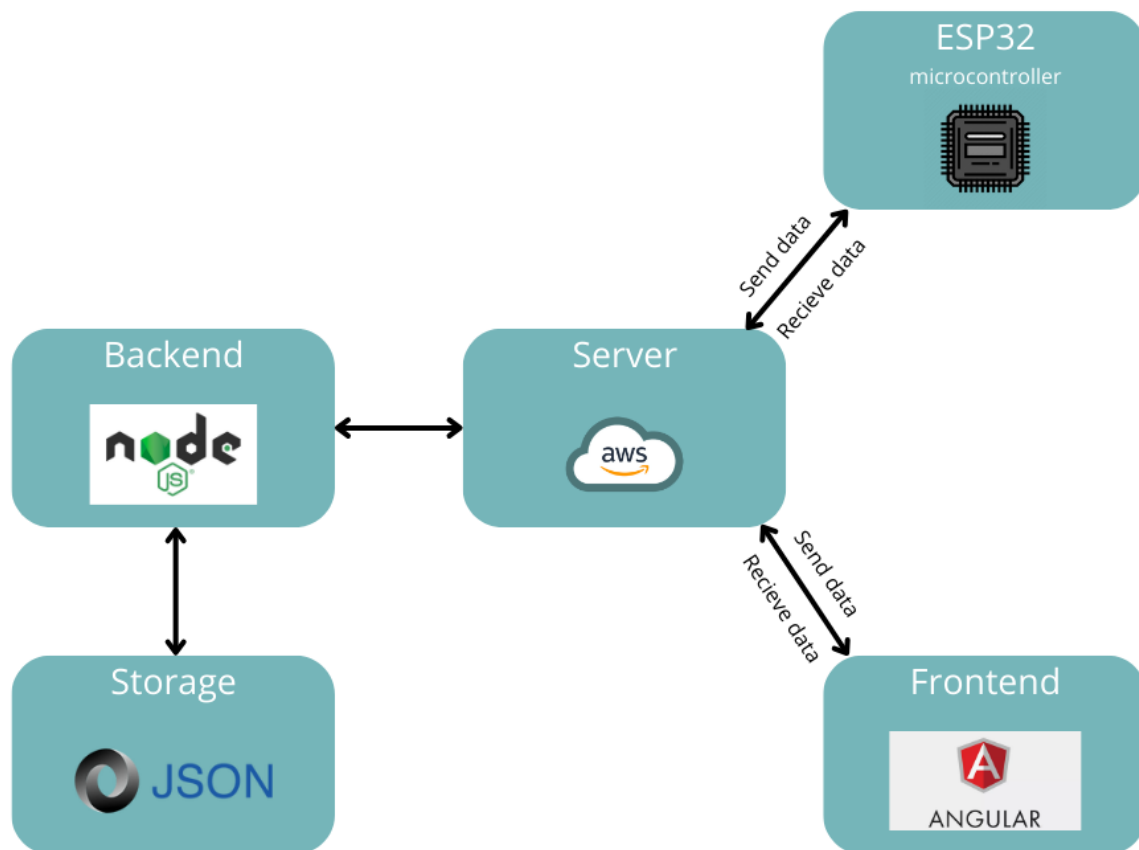 ESP32
microcontroller
Send data
Recieve data
Backend
node
JS
®
Server
aws
Send data
Recieve data
Storage
JSON
Frontend
A
ANGULAR